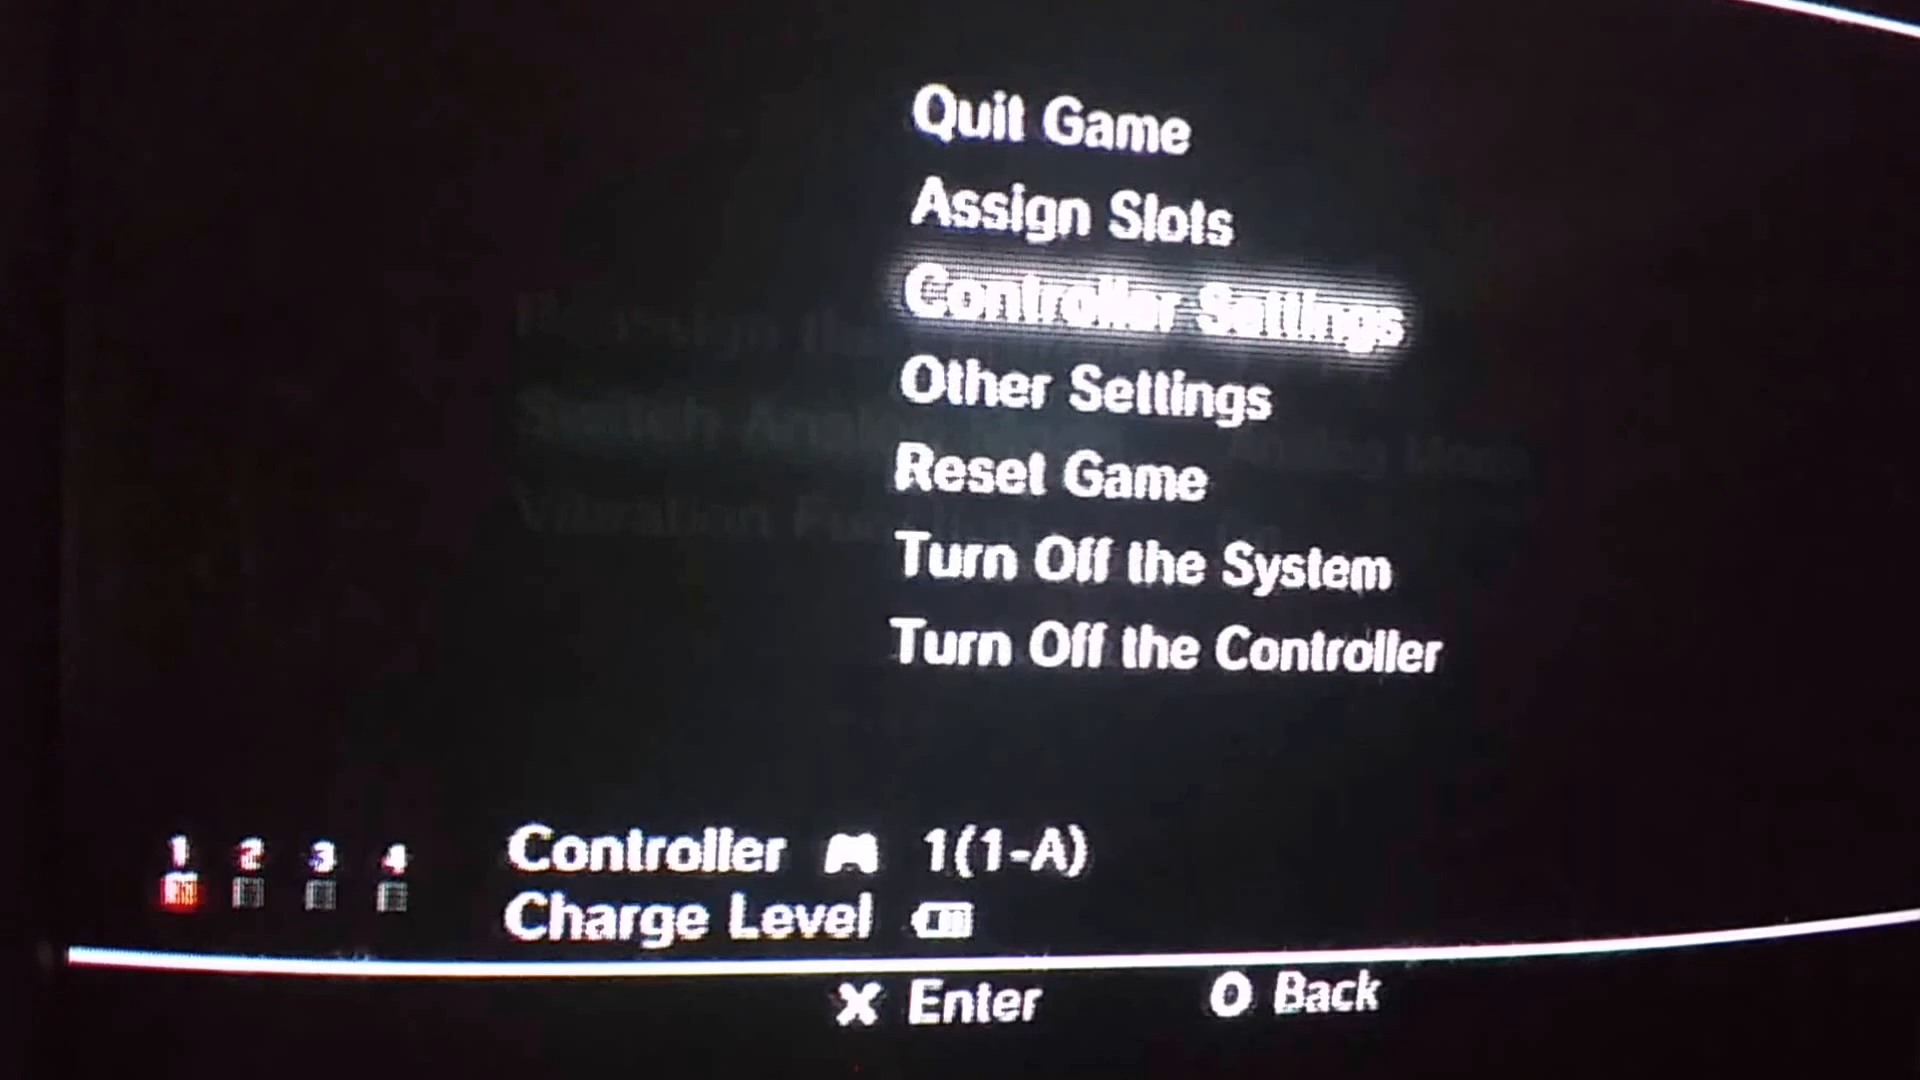 Quit Game
Assign Slots
Controller Settings
Other Settings
Reset Game
Turn Off the System
Turn Off the Controller
1 2 3 4
Controller 1(1-A)
Charge Level
X Enter O Back